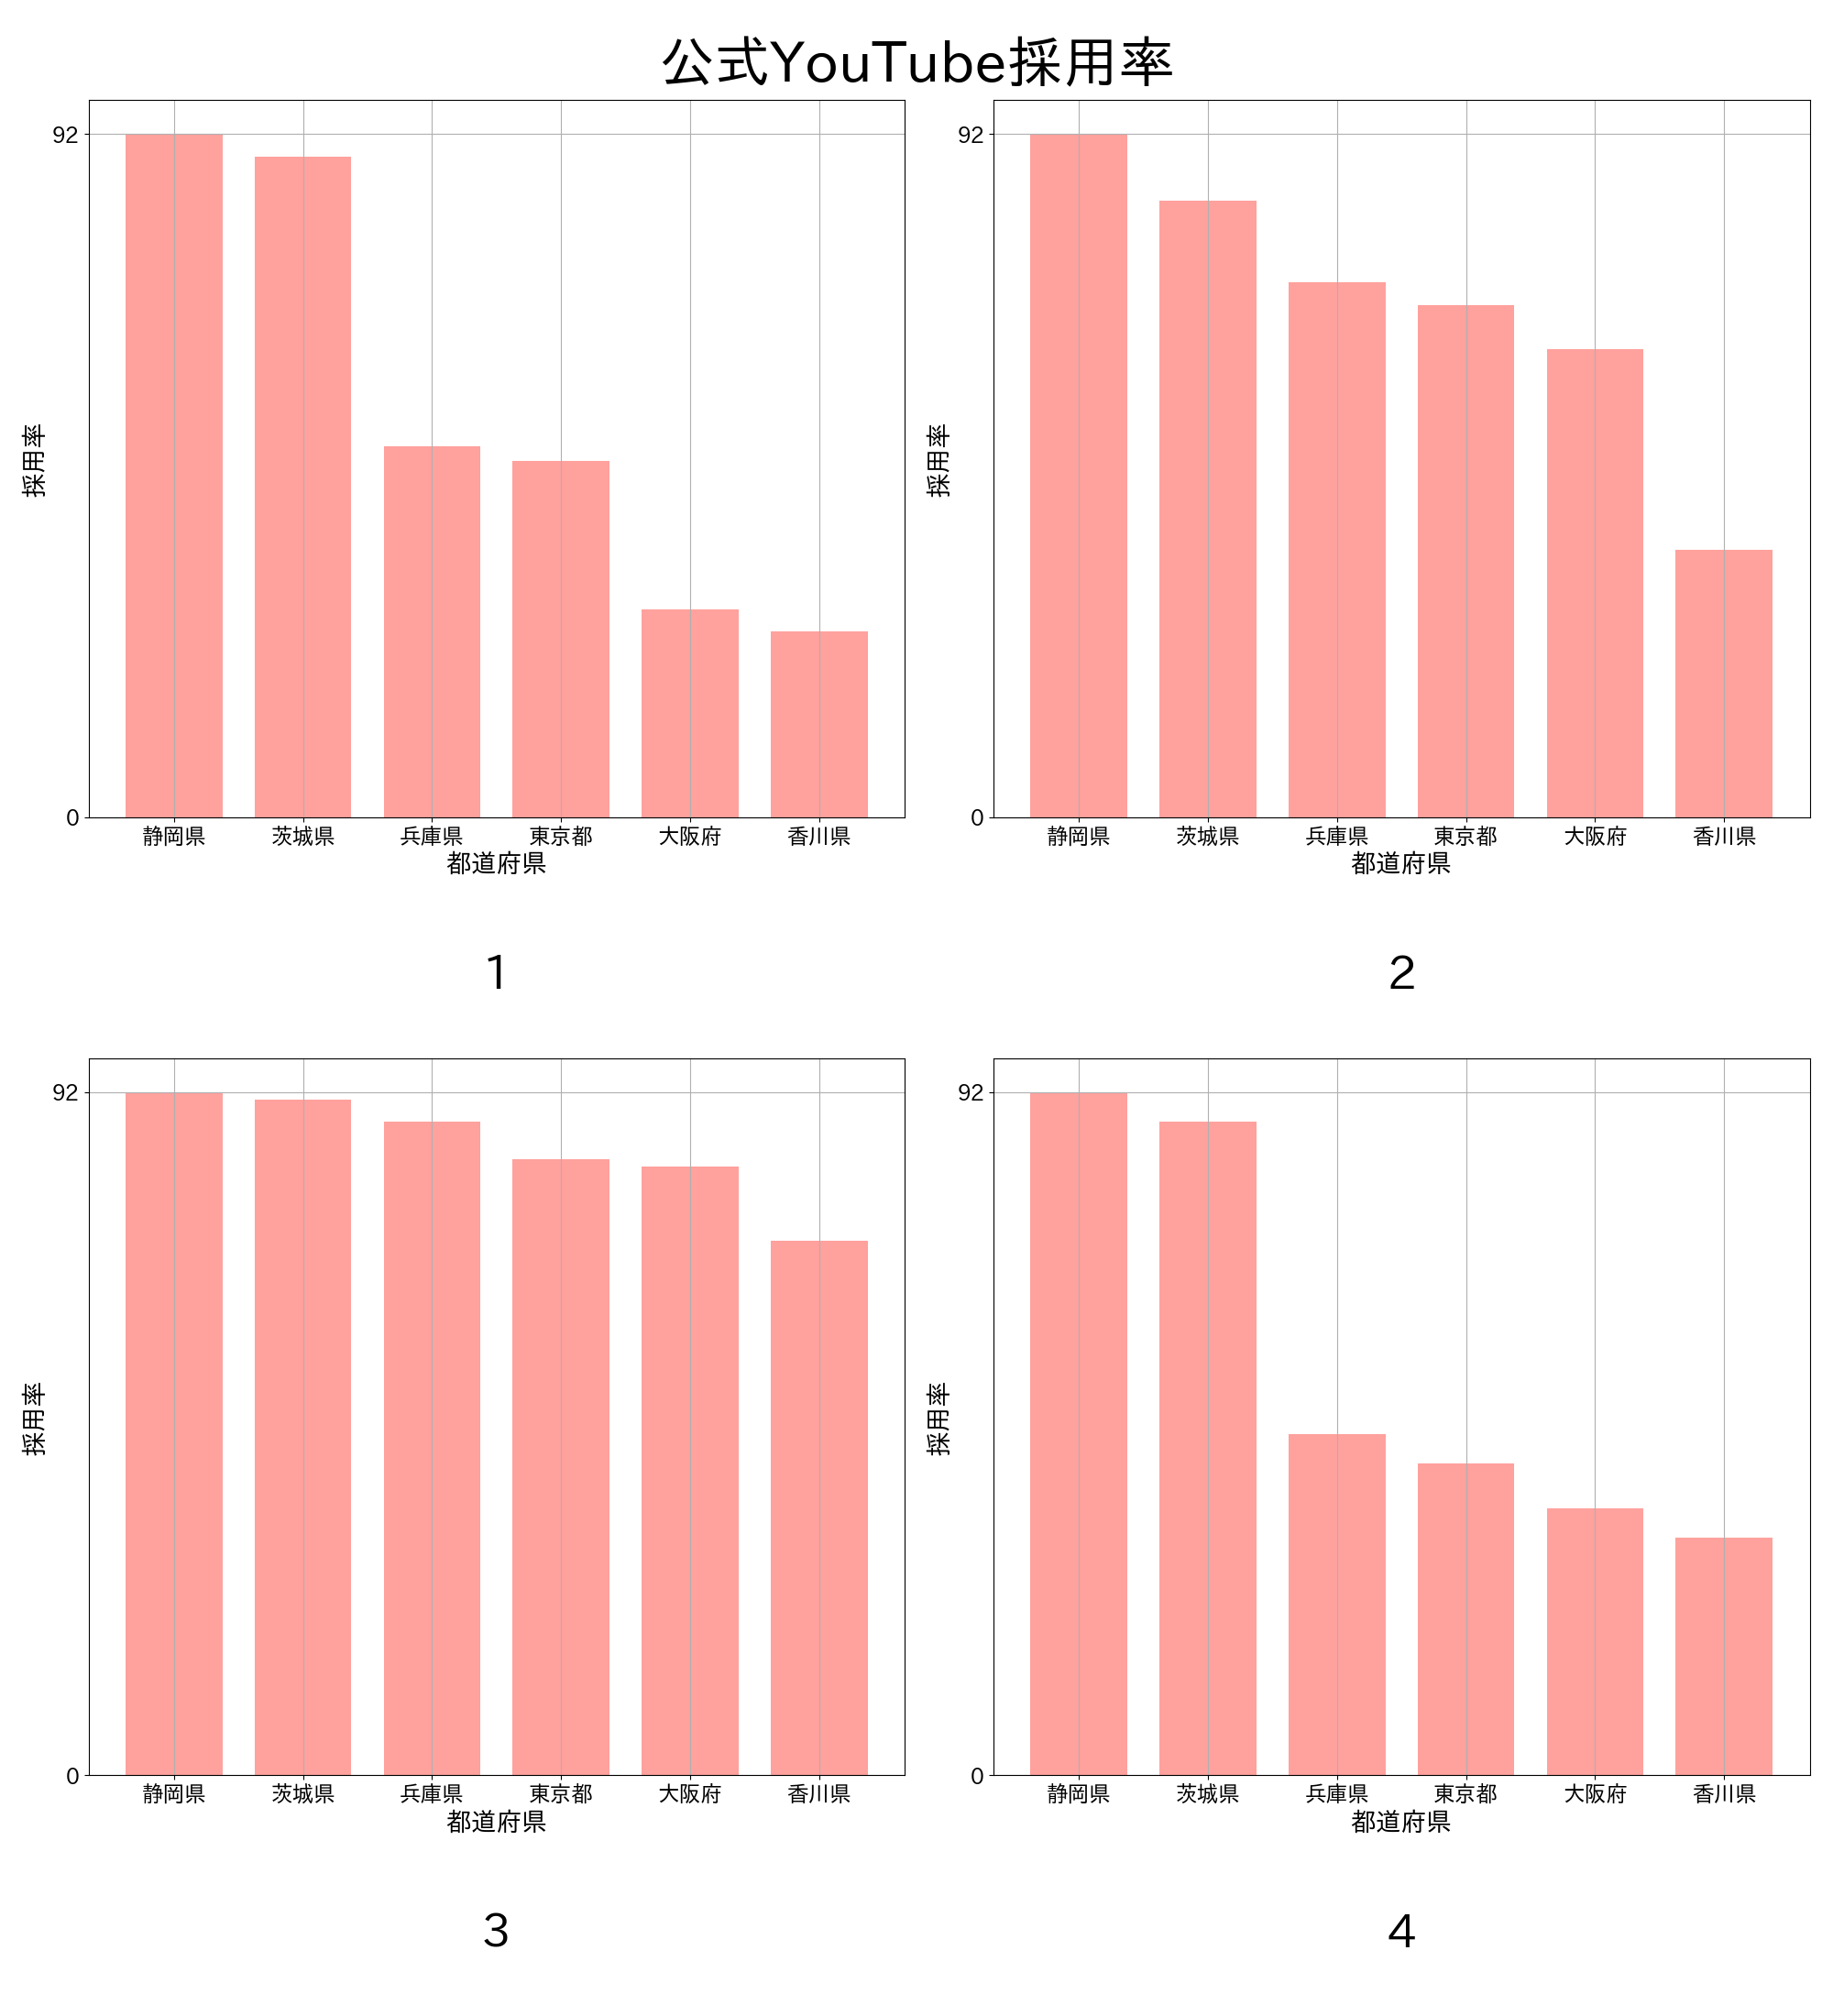 公式YouTube採用率
92
0
採用率
静岡県 茨城県 兵庫県 東京都 大阪府 香川県
都道府県
1
92
0
採用率
静岡県 茨城県 兵庫県 東京都 大阪府 香川県
都道府県
2
92
0
採用率
静岡県 茨城県 兵庫県 東京都 大阪府 香川県
都道府県
3
92
0
採用率
静岡県 茨城県 兵庫県 東京都 大阪府 香川県
都道府県
4